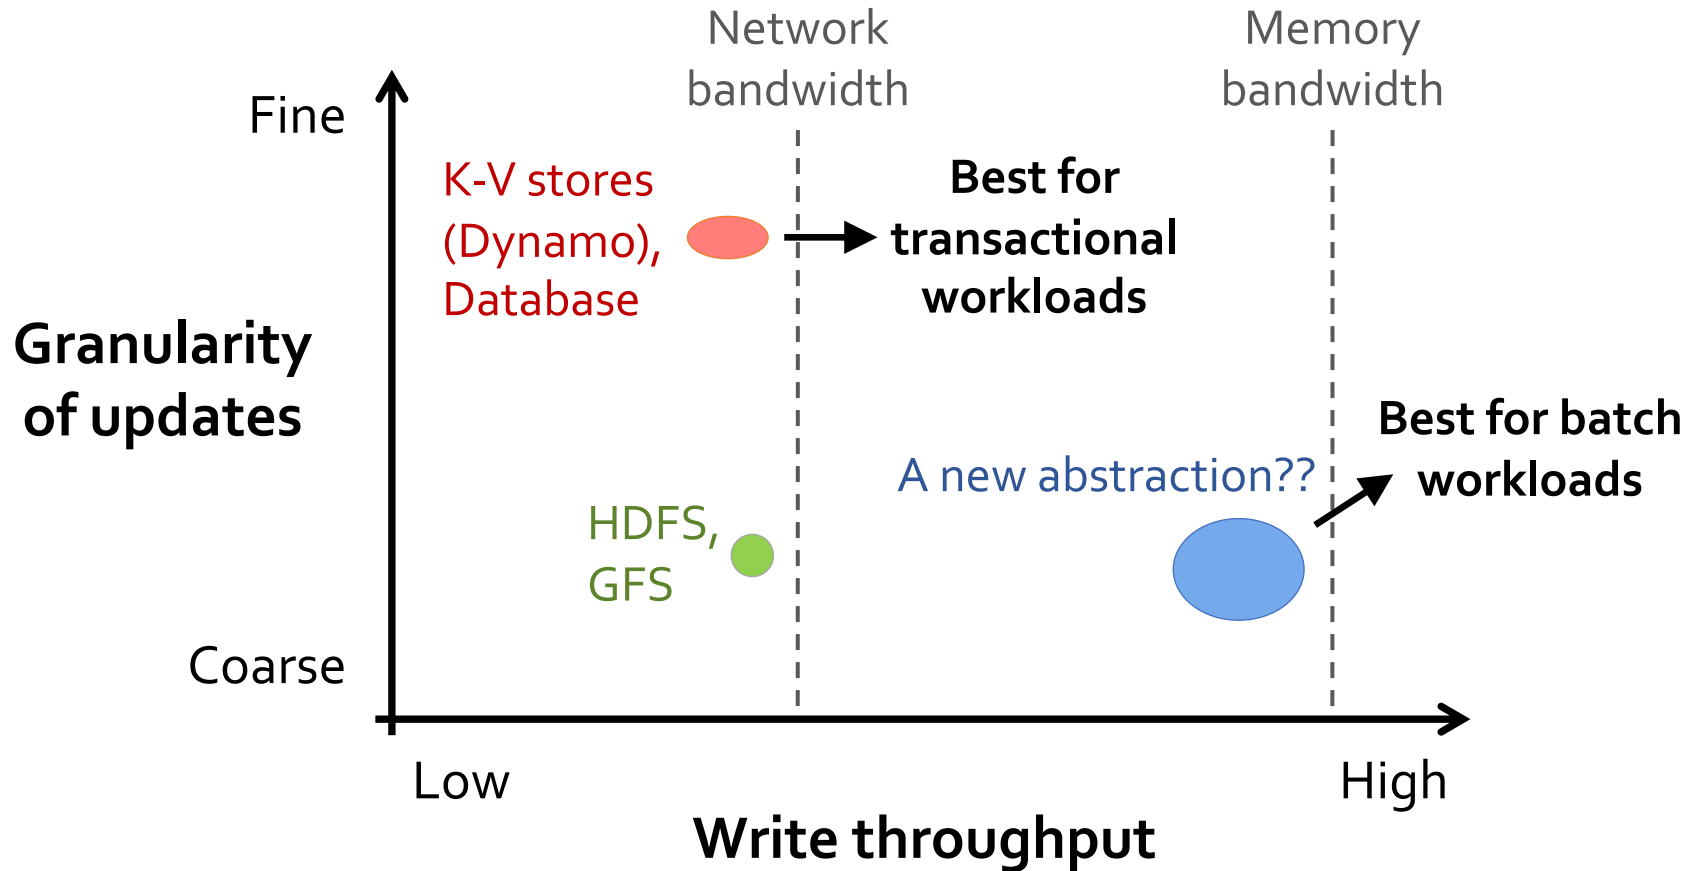 Network
bandwidth
Memory
bandwidth
Fine
K-V stores
(Dynamo),
Database
Best for
transactional
workloads
Granularity
of updates
Best for batch
workloads
A new abstraction??
HDFS,
GFS
Coarse
Low
High
Write throughput